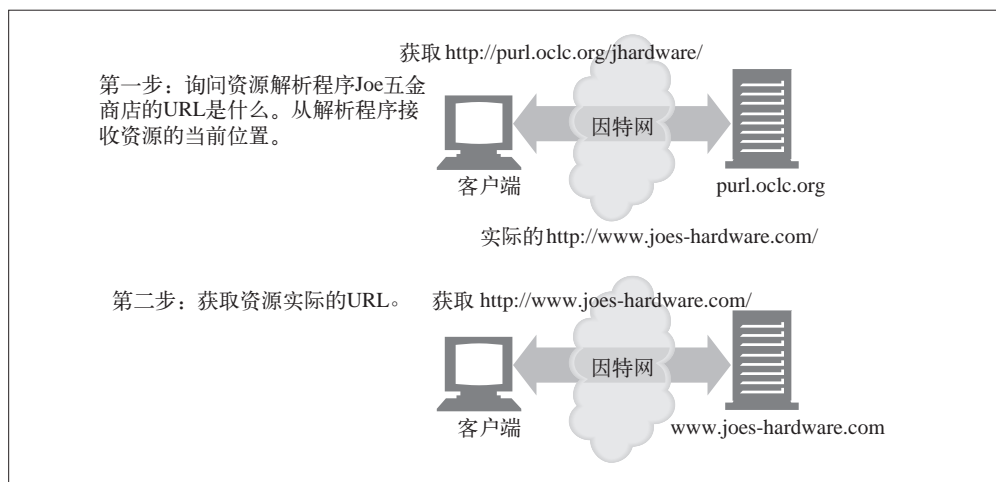 获取 http://purl.oclc.org/jhardware/
第一步：询问资源解析程序Joe五金
商店的URL是什么。从解析程序接
收资源的当前位置。
因特网
客户端
purl.oclc.org
实际的http://www.joes-hardware.com/
第二步：获取资源实际的URL。
获取 http://www.joes-hardware.com/
因特网
客户端
www.joes-hardware.com